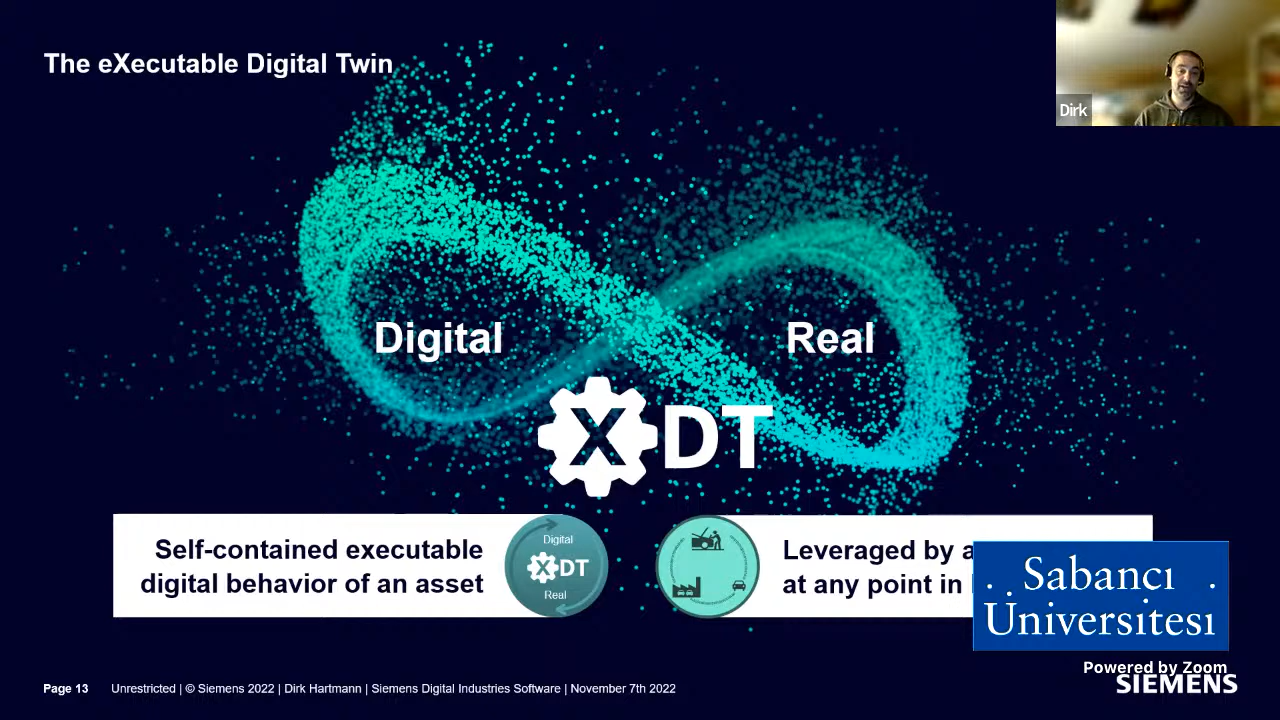 The eXecutable Digital Twin
Dirk
Digital
Real
XDT
Self-contained executable
digital behavior of an asset
Digital
XDT
Real
Leveraged by a
at any point in
Sabancı
Üniversitesi
Powered by Zoom
SIEMENS
Page 13 Unrestricted | © Siemens 2022 | Dirk Hartmann | Siemens Digital Industries Software | November 7th 2022